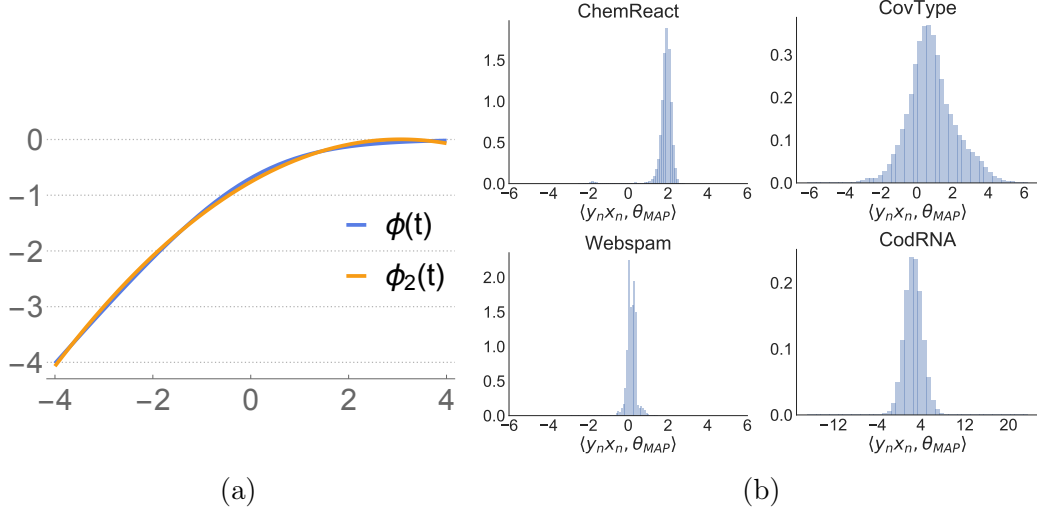 0
−1
−2
−3
−4
−4 −2 0 2 4
ϕ(t)
ϕ₂(t)
(a)
ChemReact
1.5
1.0
0.5
0.0
−6 −4 −2 0 2 4 6
⟨yₙxₙ, θ_MAP⟩
CovType
0.3
0.2
0.1
0.0
−6 −4 −2 0 2 4 6
⟨yₙxₙ, θ_MAP⟩
Webspam
2.0
1.5
1.0
0.5
0.0
−6 −4 −2 0 2 4 6
⟨yₙxₙ, θ_MAP⟩
CodRNA
0.2
0.1
0.0
−12 −4 4 12 20
⟨yₙxₙ, θ_MAP⟩
(b)